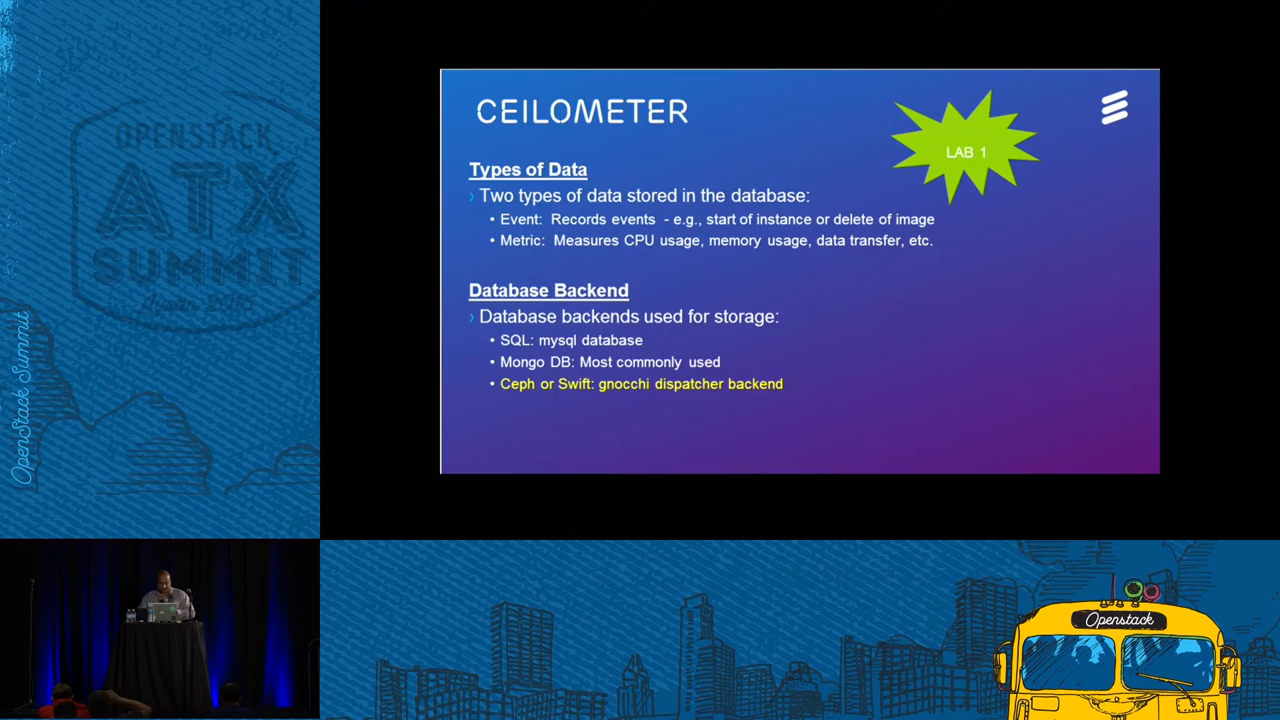 OPENSTACK
ATX
SUMMIT
Austin 2016
OpenStack Summit
CEILOMETER
LAB 1
Types of Data
› Two types of data stored in the database:
• Event: Records events - e.g., start of instance or delete of image
• Metric: Measures CPU usage, memory usage, data transfer, etc.
Database Backend
› Database backends used for storage:
• SQL: mysql database
• Mongo DB: Most commonly used
• Ceph or Swift: gnocchi dispatcher backend
Openstack